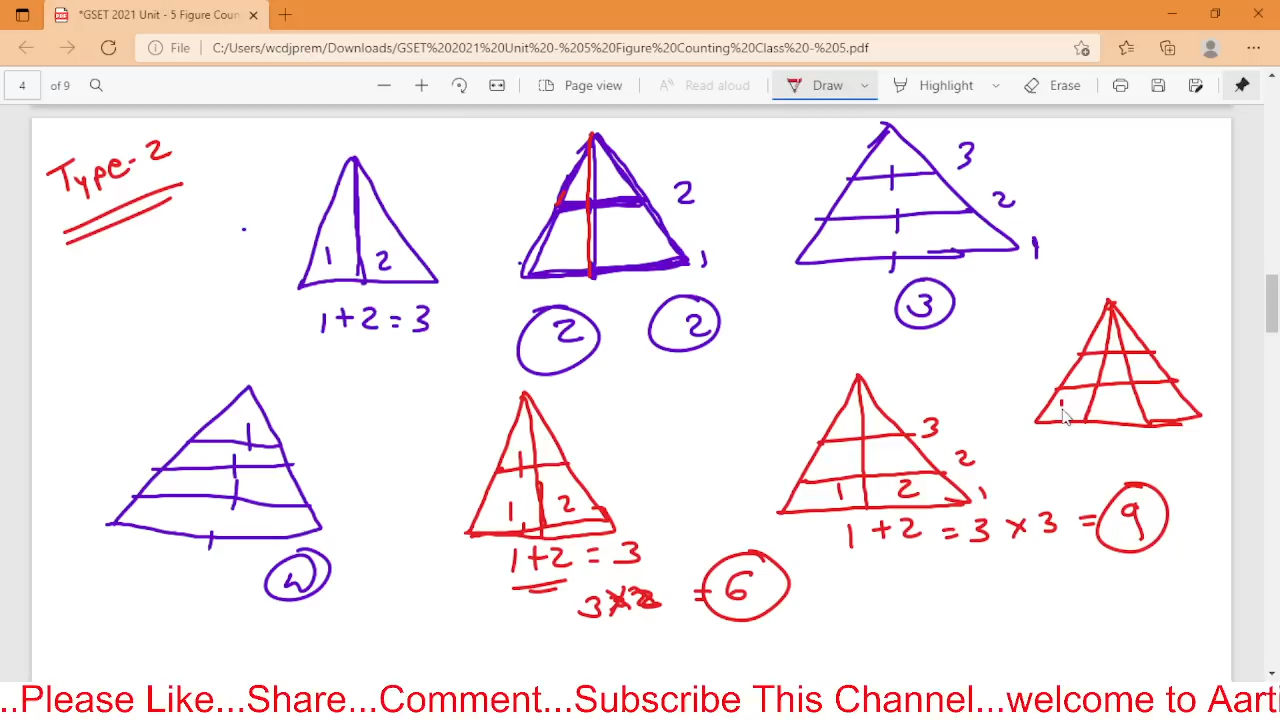 *GSET 2021 Unit - 5 Figure Coun
File C:/Users/wcdjprem/Downloads/GSET%202021%20Unit%20-%205%20Figure%20Counting%20Class%20-%205.pdf
4 of 9 Page view Read aloud Draw Highlight Erase
Type-2
1 2
1+2=3
2
1
2 2
3
2
1
3
1 2
1+2=3
3×2 =6
3
2
1 2 1
1+2=3×3=9
1
..Please Like...Share...Comment...Subscribe This Channel...welcome to Aarti